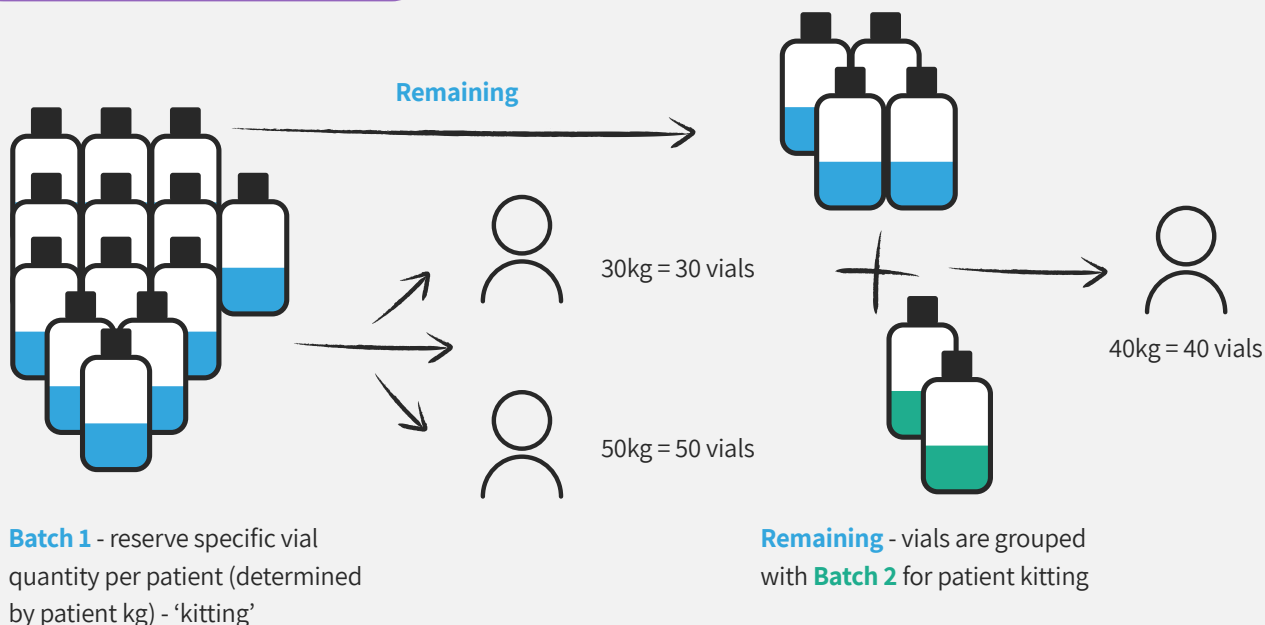 Remaining
30kg = 30 vials
50kg = 50 vials
40kg = 40 vials
Batch 1 - reserve specific vial
quantity per patient (determined
by patient kg) - ‘kitting’
Remaining - vials are grouped
with Batch 2 for patient kitting